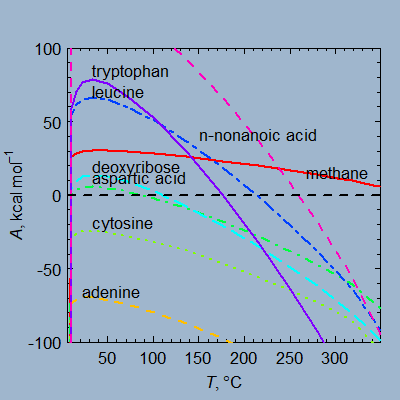 100
tryptophan
leucine
50
n-nonanoic acid
deoxyribose
methane
aspartic acid
0
cytosine
-50
adenine
-100
50 100 150 200 250 300
T, °C
A, kcal mol⁻¹